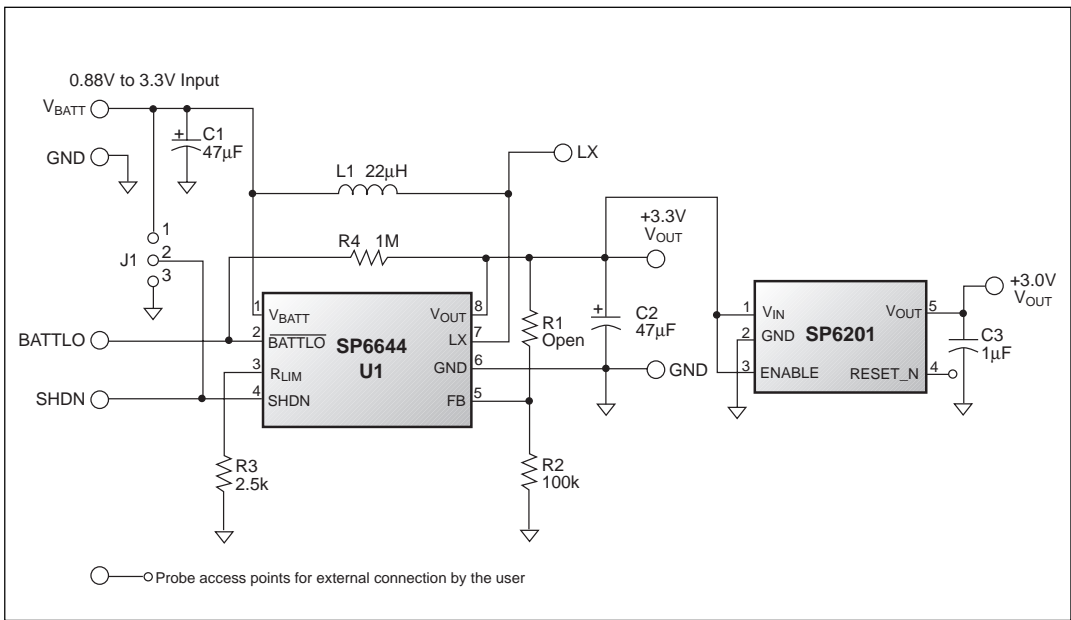 0.88V to 3.3V Input
VBATT
C1
47μF
GND
LX
L1 22μH
+3.3V
VOUT
R4 1M
J1
1
2
3
+3.0V
VOUT
1
VBATT
VOUT
8
R1
Open
C2
47μF
1
VIN
VOUT
5
BATTLO
2
BATTLO
SP6644
LX
7
2
GND
SP6201
C3
1μF
3
RLIM
U1
GND
6
GND
3
ENABLE
RESET_N
4
SHDN
4
SHDN
FB
5
R3
2.5k
R2
100k
+
+
Probe access points for external connection by the user